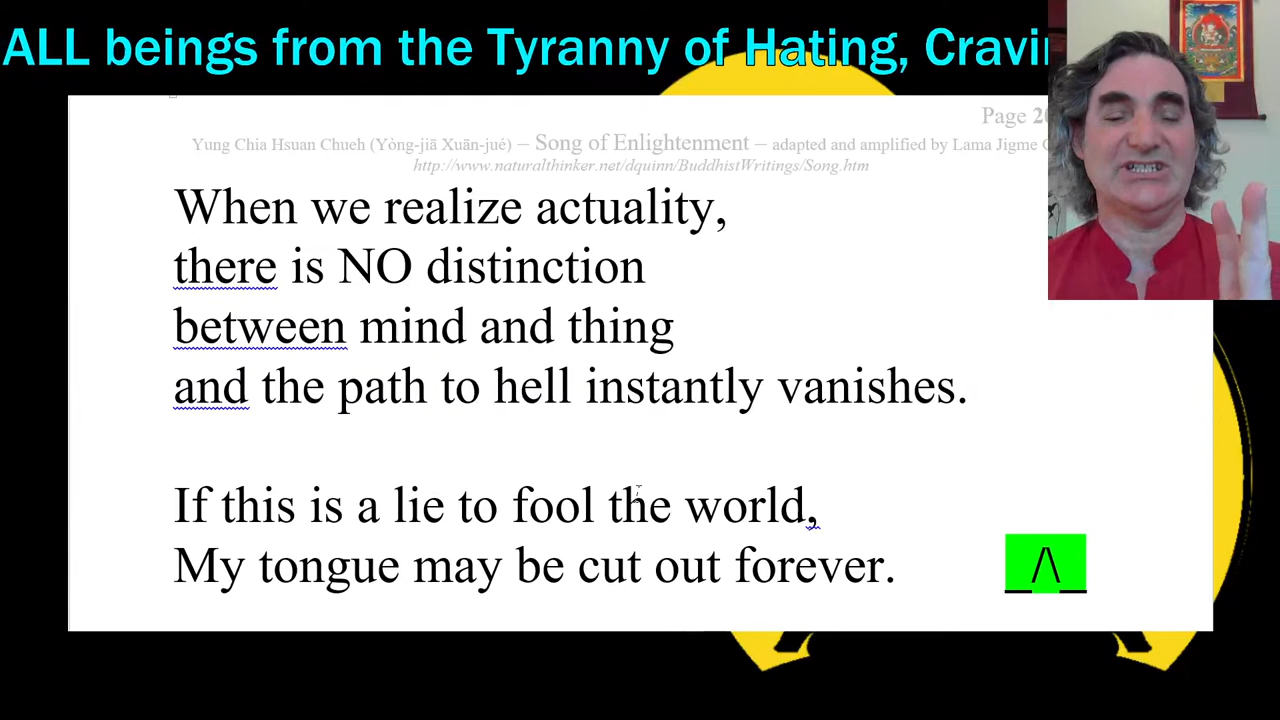 ALL beings from the Tyranny of Hating,
Page
Yung Chia Hsuan Chueh (Yòng-jiā Xuān-jué) – Song of Enlightenment – adapted and amplified by Lama Jigme
http://www.naturalthinker.net/dquinn/BuddhistWritings/Song.htm
When we realize actuality,
there is NO distinction
between mind and thing
and the path to hell instantly vanishes.
If this is a lie to fool the world,
My tongue may be cut out forever.
_/\_